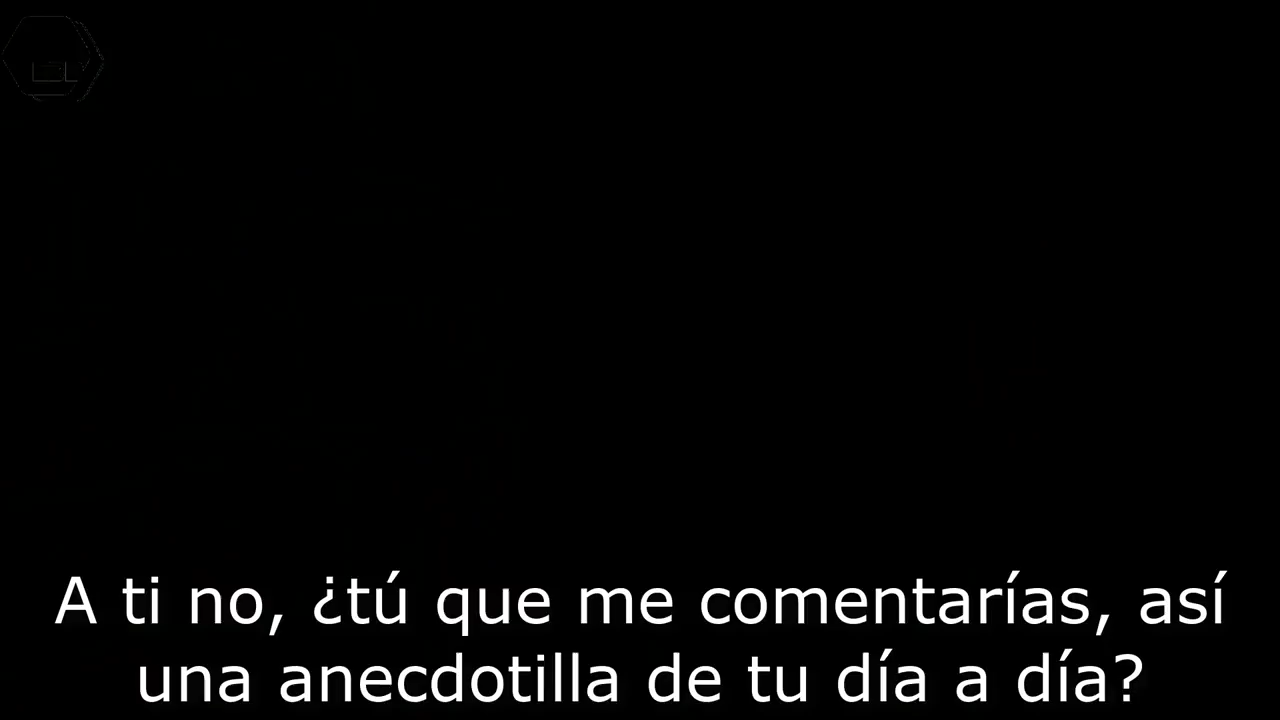 A ti no, ¿tú que me comentarías, así
una anecdotilla de tu día a día?